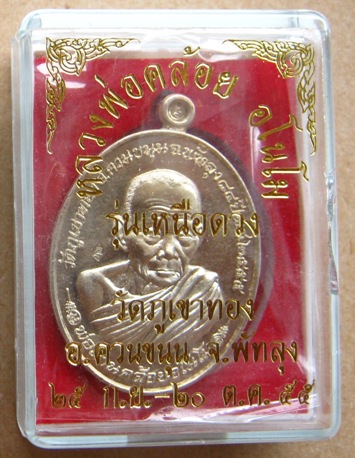 หลวงพ่อคล้อย อโนโม
รุ่นเหนือดวง
วัดภูเขาทอง
อ.ควนขนุน จ.พัทลุง
๒๕ ก.ย.-๒๐ ต.ค. ๕๕